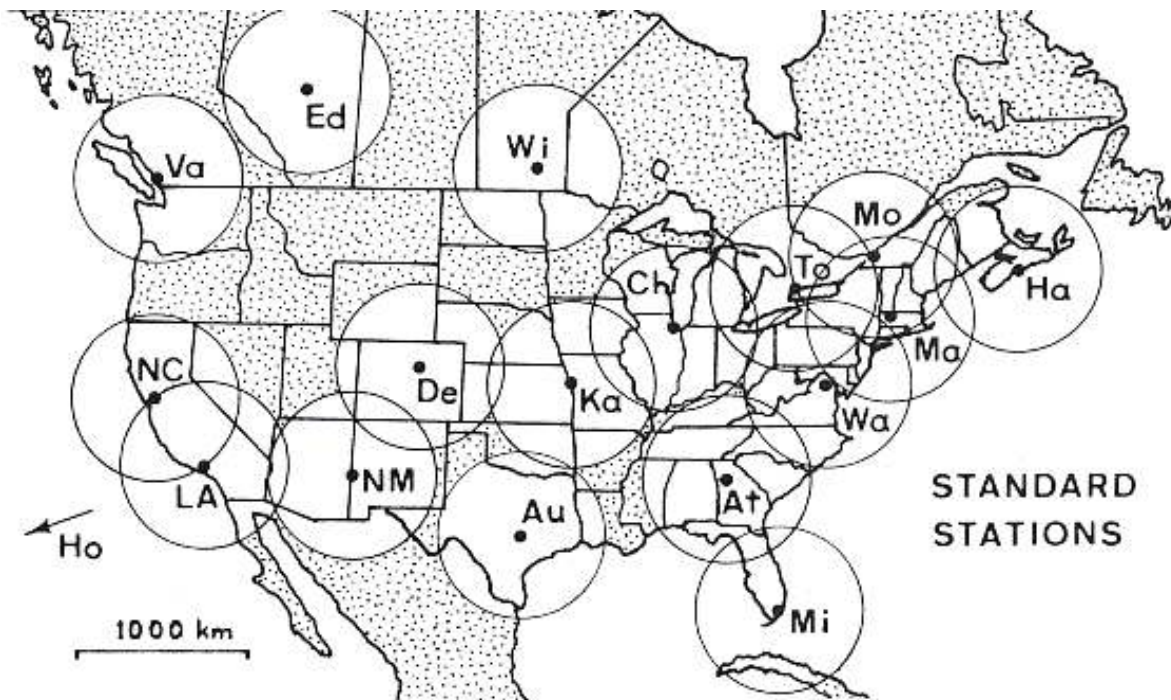 Ed
Va
Wi
Mo
To
Ch
Ha
Ma
NC
De
Ka
Wa
LA
NM
At
Au
STANDARD
STATIONS
Ho
1000 km
Mi